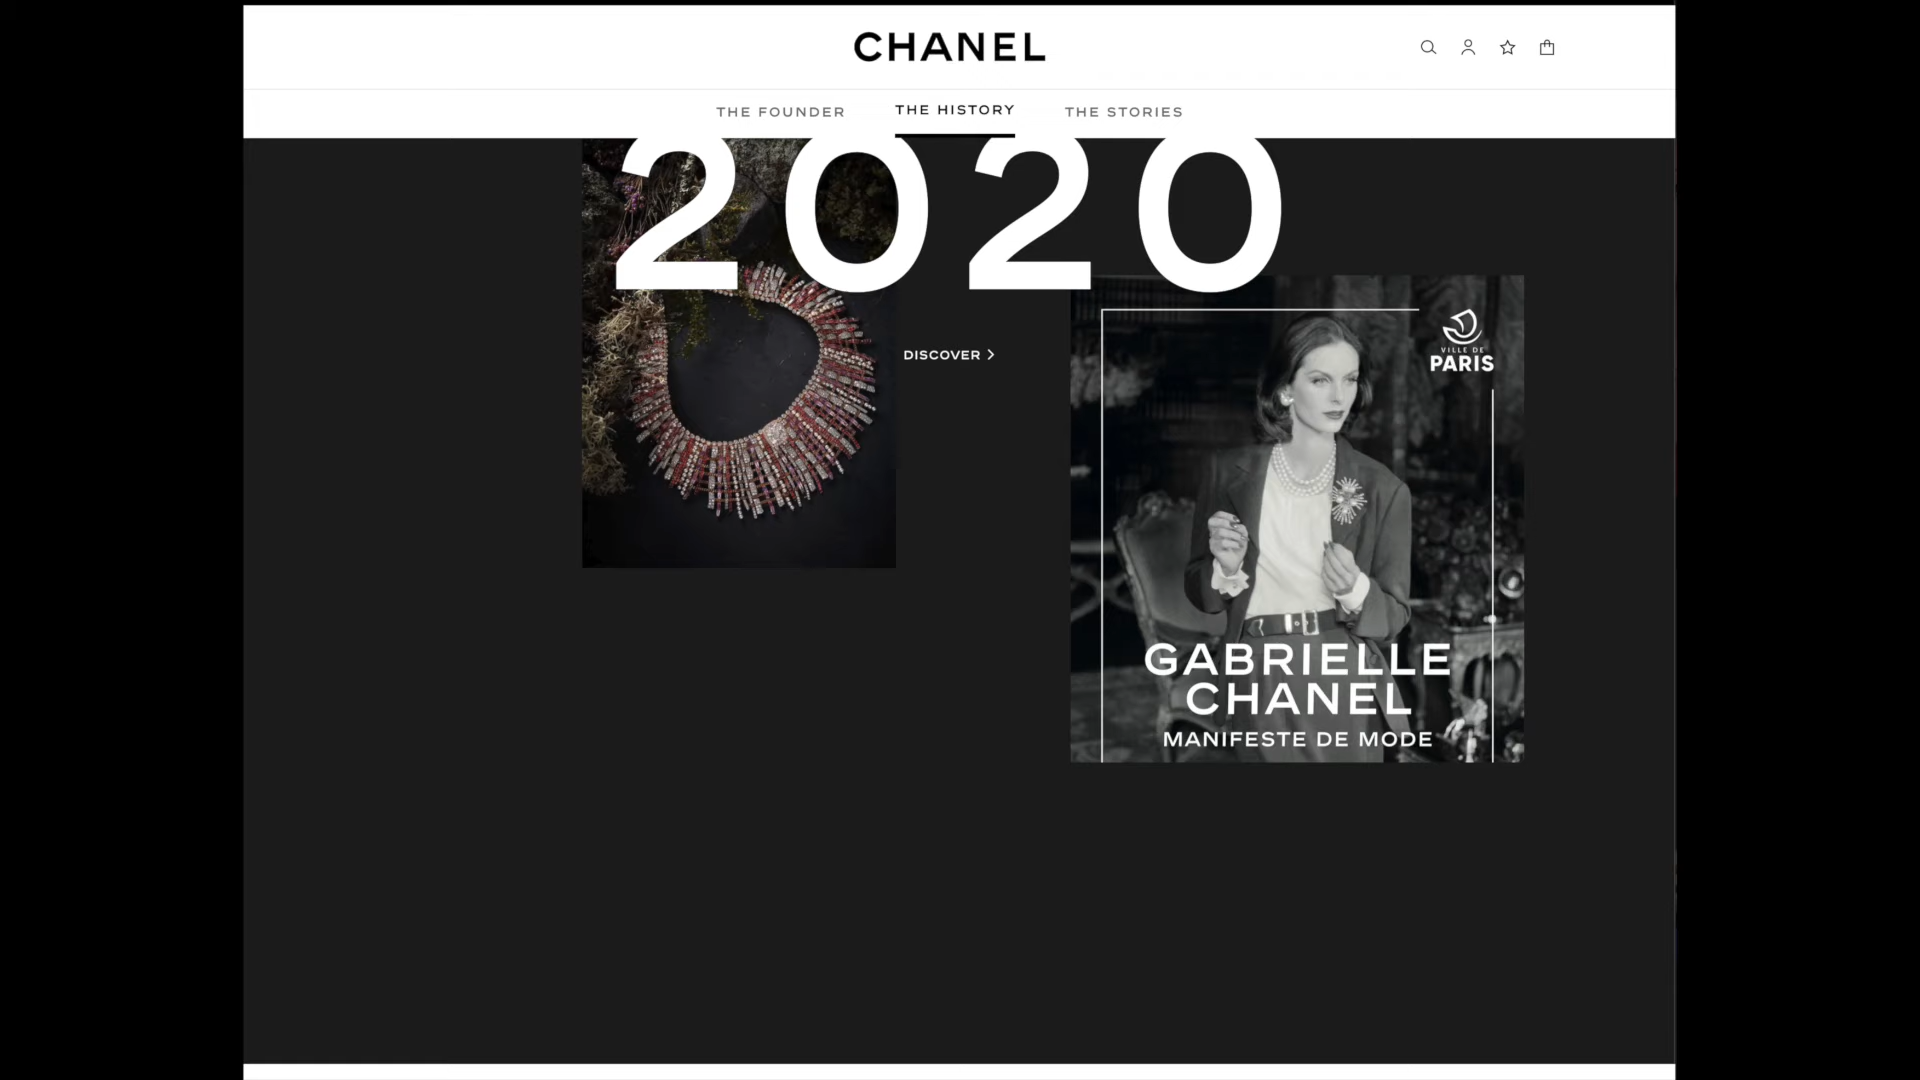 CHANEL
THE FOUNDER
THE HISTORY
THE STORIES
2020
DISCOVER
VILLE DE
PARIS
GABRIELLE
CHANEL
MANIFESTE DE MODE